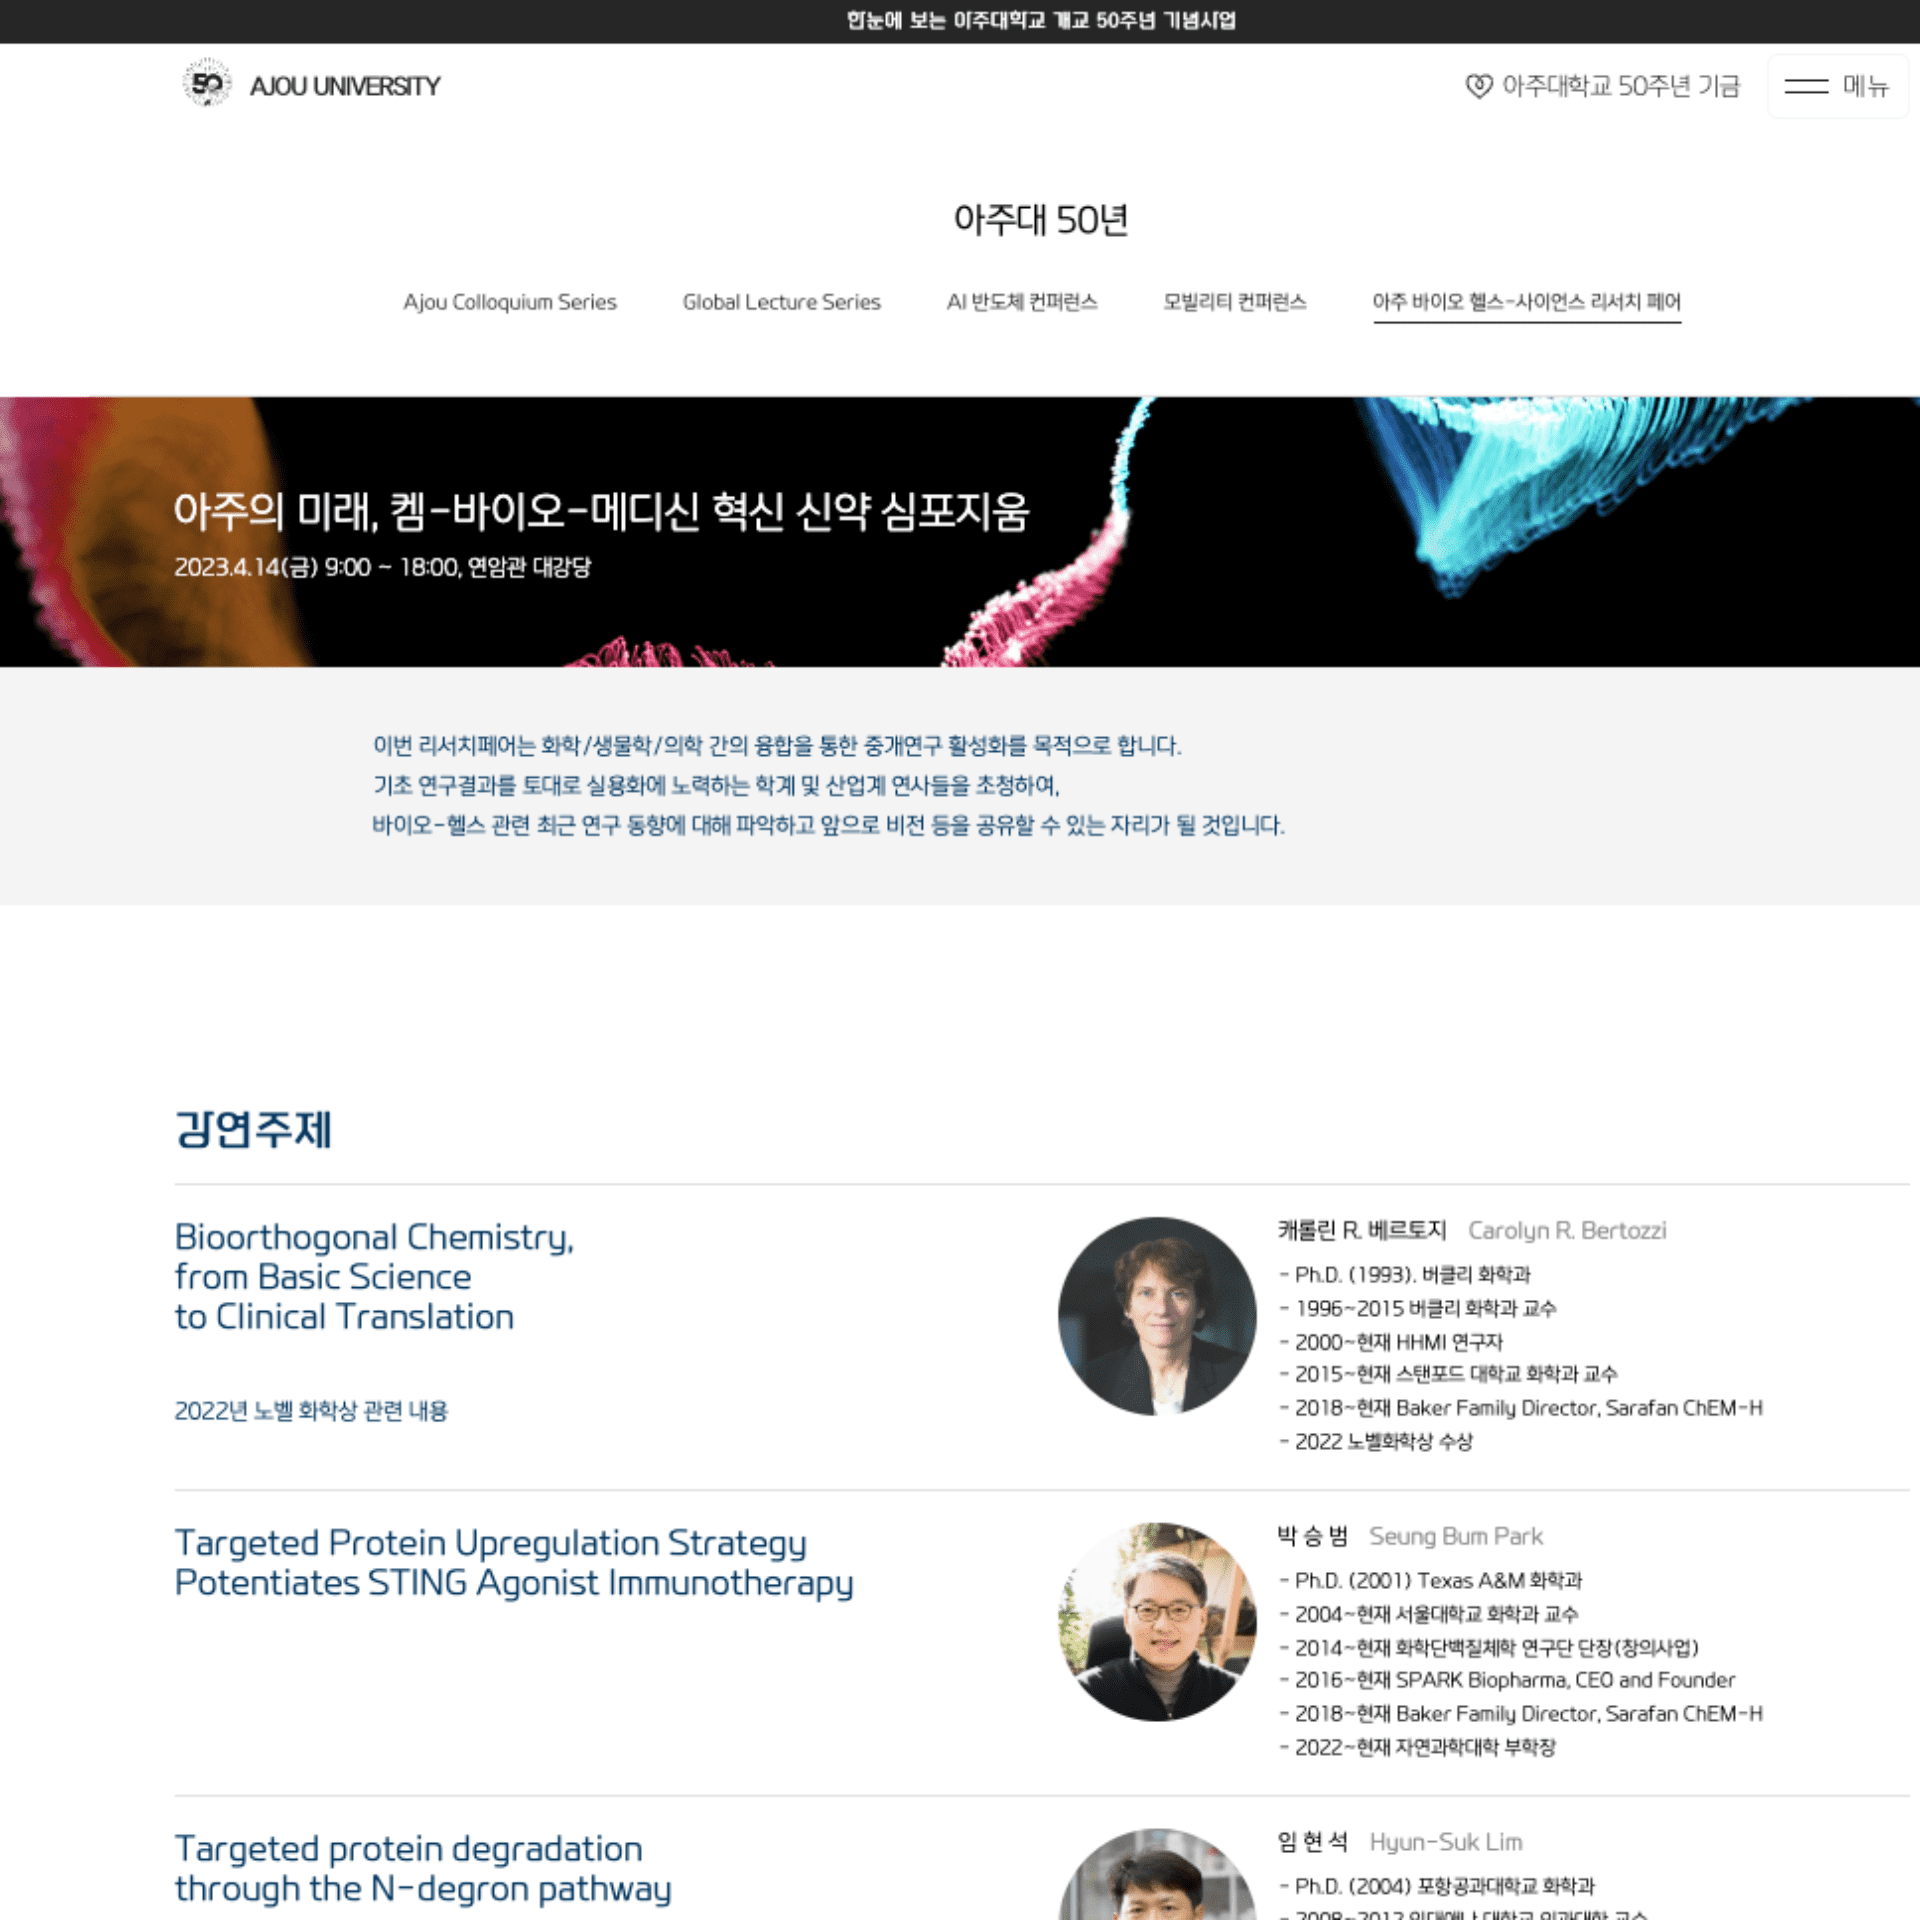 한눈에 보는 아주대학교 개교 50주년 기념사업
50 AJOU UNIVERSITY
아주대학교 50주년 기금
메뉴
아주대 50년
Ajou Colloquium Series
Global Lecture Series
AI 반도체 컨퍼런스
모빌리티 컨퍼런스
아주 바이오 헬스-사이언스 리서치 페어
아주의 미래, 켐-바이오-메디신 혁신 신약 심포지움
2023.4.14(금) 9:00 ~ 18:00, 연암관 대강당
이번 리서치페어는 화학/생물학/의학 간의 융합을 통한 중개연구 활성화를 목적으로 합니다.
기초 연구결과를 토대로 실용화에 노력하는 학계 및 산업계 연사들을 초청하여,
바이오-헬스 관련 최근 연구 동향에 대해 파악하고 앞으로 비전 등을 공유할 수 있는 자리가 될 것입니다.
강연주제
Bioorthogonal Chemistry,
from Basic Science
to Clinical Translation
2022년 노벨 화학상 관련 내용
캐롤린 R. 베르토지 Carolyn R. Bertozzi
- Ph.D. (1993). 버클리 화학과
- 1996~2015 버클리 화학과 교수
- 2000~현재 HHMI 연구자
- 2015~현재 스탠포드 대학교 화학과 교수
- 2018~현재 Baker Family Director, Sarafan ChEM-H
- 2022 노벨화학상 수상
Targeted Protein Upregulation Strategy
Potentiates STING Agonist Immunotherapy
박 승 범 Seung Bum Park
- Ph.D. (2001) Texas A&M 화학과
- 2004~현재 서울대학교 화학과 교수
- 2014~현재 화학단백질체학 연구단 단장(창의사업)
- 2016~현재 SPARK Biopharma, CEO and Founder
- 2018~현재 Baker Family Director, Sarafan ChEM-H
- 2022~현재 자연과학대학 부학장
Targeted protein degradation
through the N-degron pathway
임 현 석 Hyun-Suk Lim
- Ph.D. (2004) 포항공과대학교 화학과
- 2008~2012 인대애나 대학교 의과대학 교수